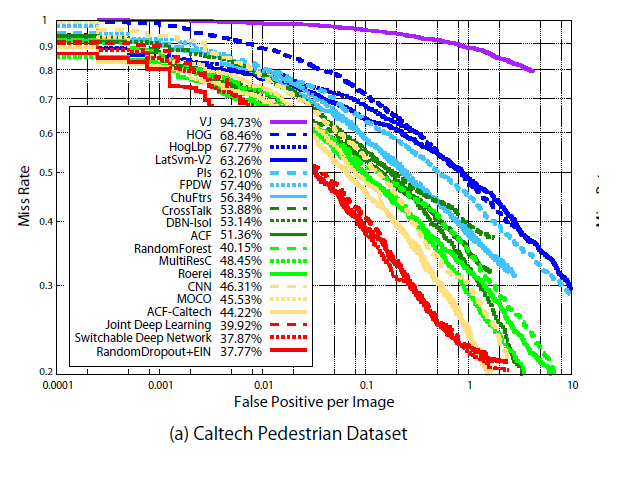 1
0.9
0.8
0.7
0.6
0.5
0.4
0.3
0.2
Miss Rate
VJ 94.73%
HOG 68.46%
HogLbp 67.77%
LatSvm-V2 63.26%
Pls 62.10%
FPDW 57.40%
ChuFtrs 56.34%
CrossTalk 53.88%
DBN-Isol 53.14%
ACF 51.36%
RandomForest 40.15%
MultiResC 48.45%
Roerei 48.35%
CNN 46.31%
MOCO 45.53%
ACF-Caltech 44.22%
Joint Deep Learning 39.92%
Switchable Deep Network 37.87%
RandomDropout+EIN 37.77%
0.0001 0.001 0.01 0.1 1 10
False Positive per Image
(a) Caltech Pedestrian Dataset